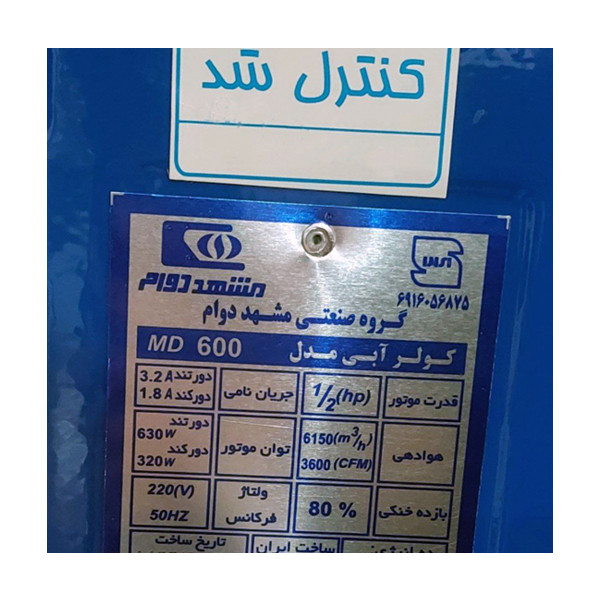 کنترل شد
مشهد دوام
۶۹۱۶۰۵۶۸۷۵
گروه صنعتی مشهد دوام
کولر آبی مدل MD 600
قدرت موتور 1/2 (hp) جریان نامی دورتند 3.2 A
دورکند 1.8 A
هوادهی 6150 (m³/h) توان موتور دورتند 630 W
3600 (CFM) دورکند 320 W
بازده خنکی 80 % ولتاژ 220(V)
فرکانس 50HZ
ساخت ایران تاریخ ساخت